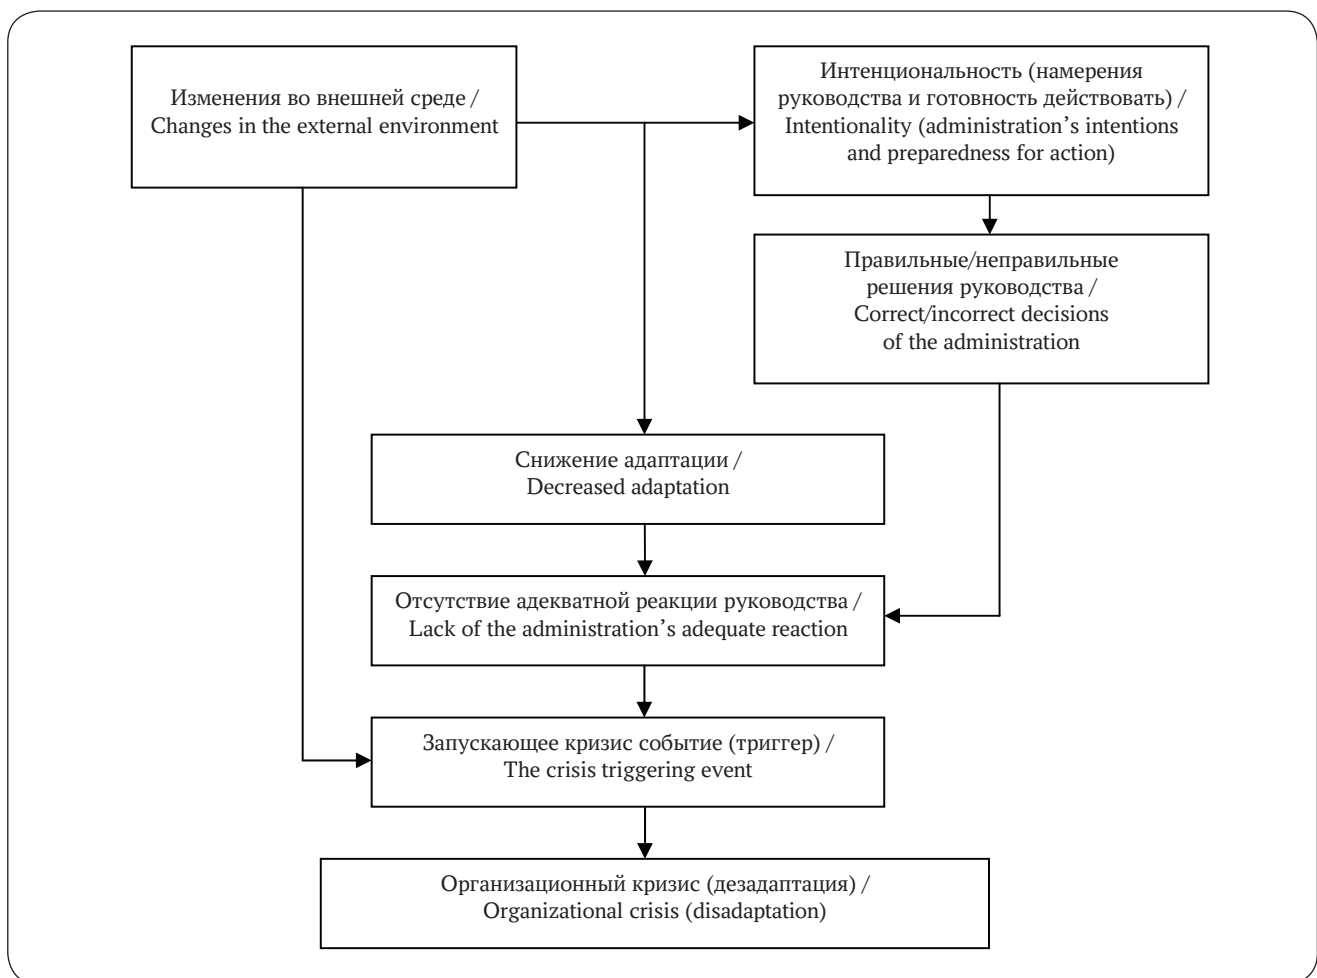 Изменения во внешней среде /
Changes in the external environment
Интенциональность (намерения
руководства и готовность действовать) /
Intentionality (administration’s intentions
and preparedness for action)
Правильные/неправильные
решения руководства /
Correct/incorrect decisions
of the administration
Снижение адаптации /
Decreased adaptation
Отсутствие адекватной реакции руководства /
Lack of the administration’s adequate reaction
Запускающее кризис событие (триггер) /
The crisis triggering event
Организационный кризис (дезадаптация) /
Organizational crisis (disadaptation)